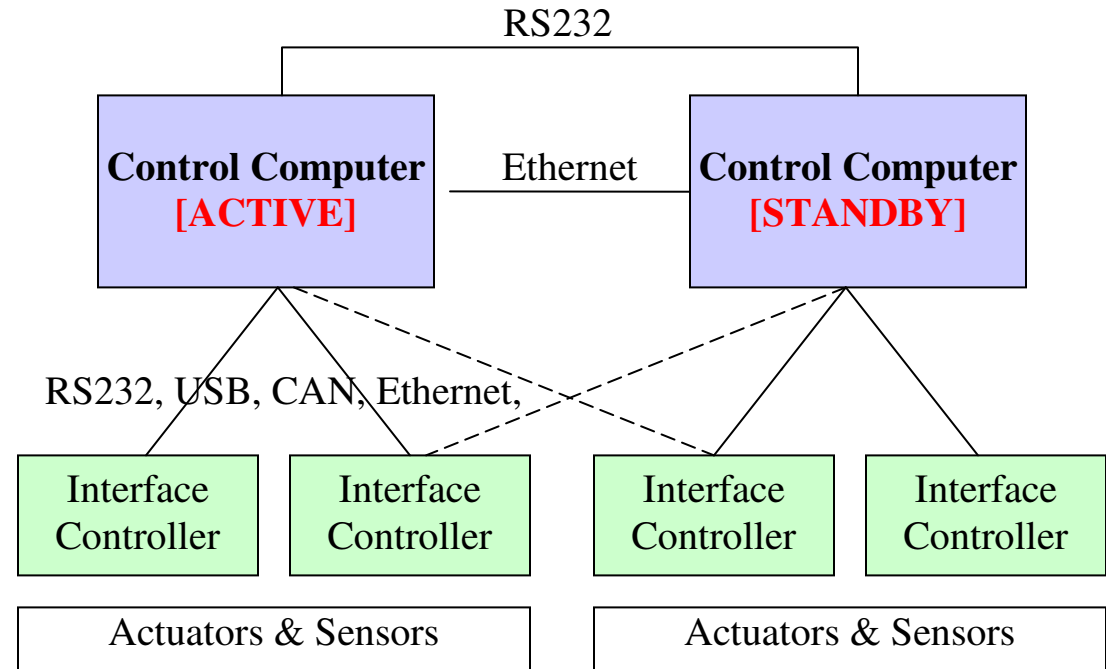 RS232
Control Computer
[ACTIVE]
Ethernet
Control Computer
[STANDBY]
RS232, USB, CAN, Ethernet,
Interface
Controller
Interface
Controller
Interface
Controller
Interface
Controller
Actuators & Sensors
Actuators & Sensors